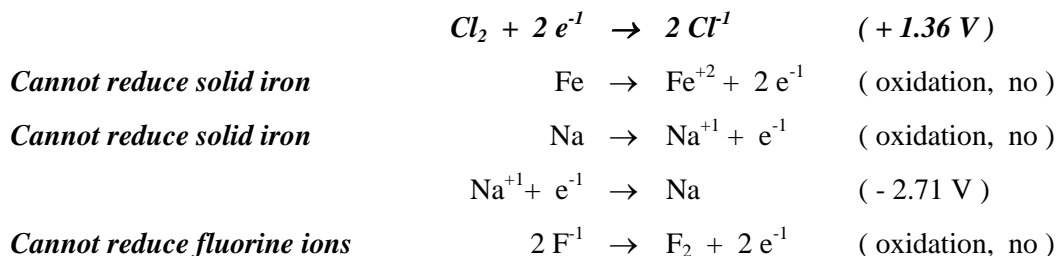 Cl₂ + 2 e⁻¹ → 2 Cl⁻¹ ( + 1.36 V )
Cannot reduce solid iron Fe → Fe⁺² + 2 e⁻¹ ( oxidation, no )
Cannot reduce solid iron Na → Na⁺¹ + e⁻¹ ( oxidation, no )
Na⁺¹+ e⁻¹ → Na ( - 2.71 V )
Cannot reduce fluorine ions 2 F⁻¹ → F₂ + 2 e⁻¹ ( oxidation, no )